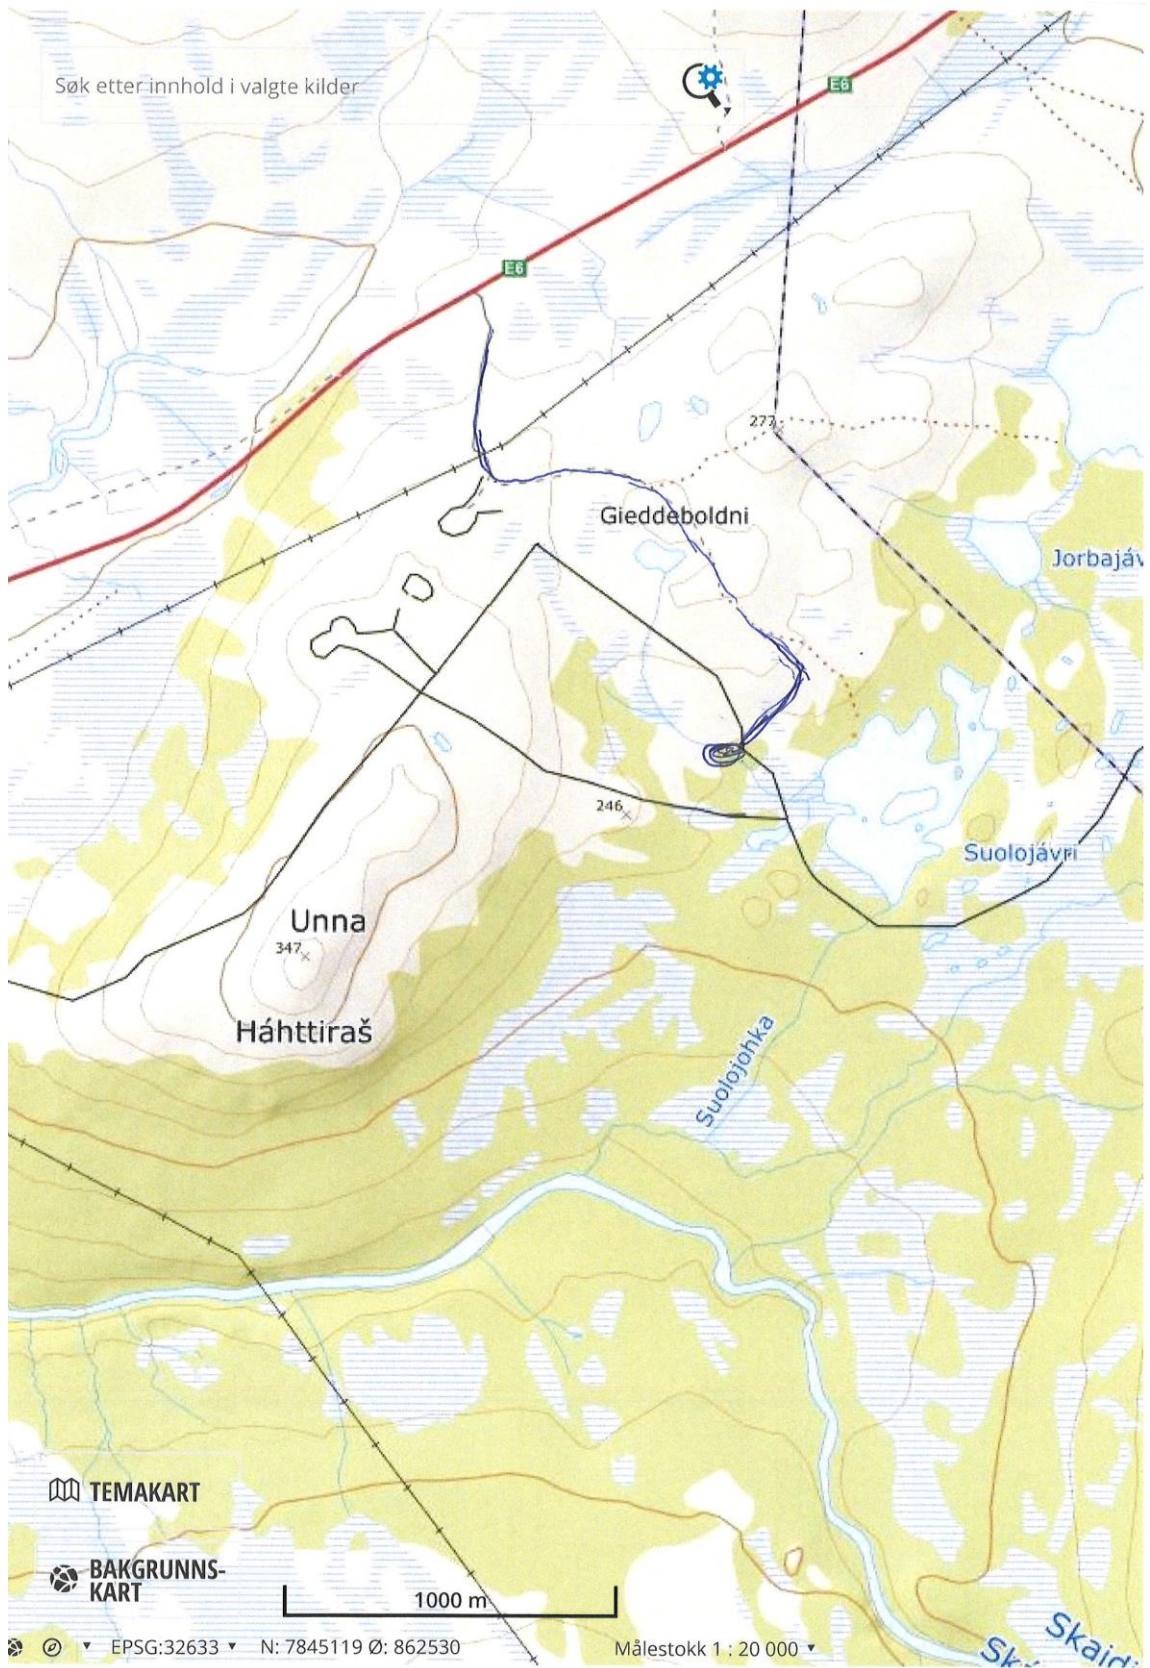 Søk etter innhold i valgte kilder
E6
E6
277
Gieddeboldni
Jorbajáv
246
Suolojávri
Unna
347
Háhttiraš
Suolojohka
TEMAKART
BAKGRUNNS-
KART
1000 m
Skaidi
EPSG:32633 N: 7845119 Ø: 862530 Målestokk 1 : 20 000